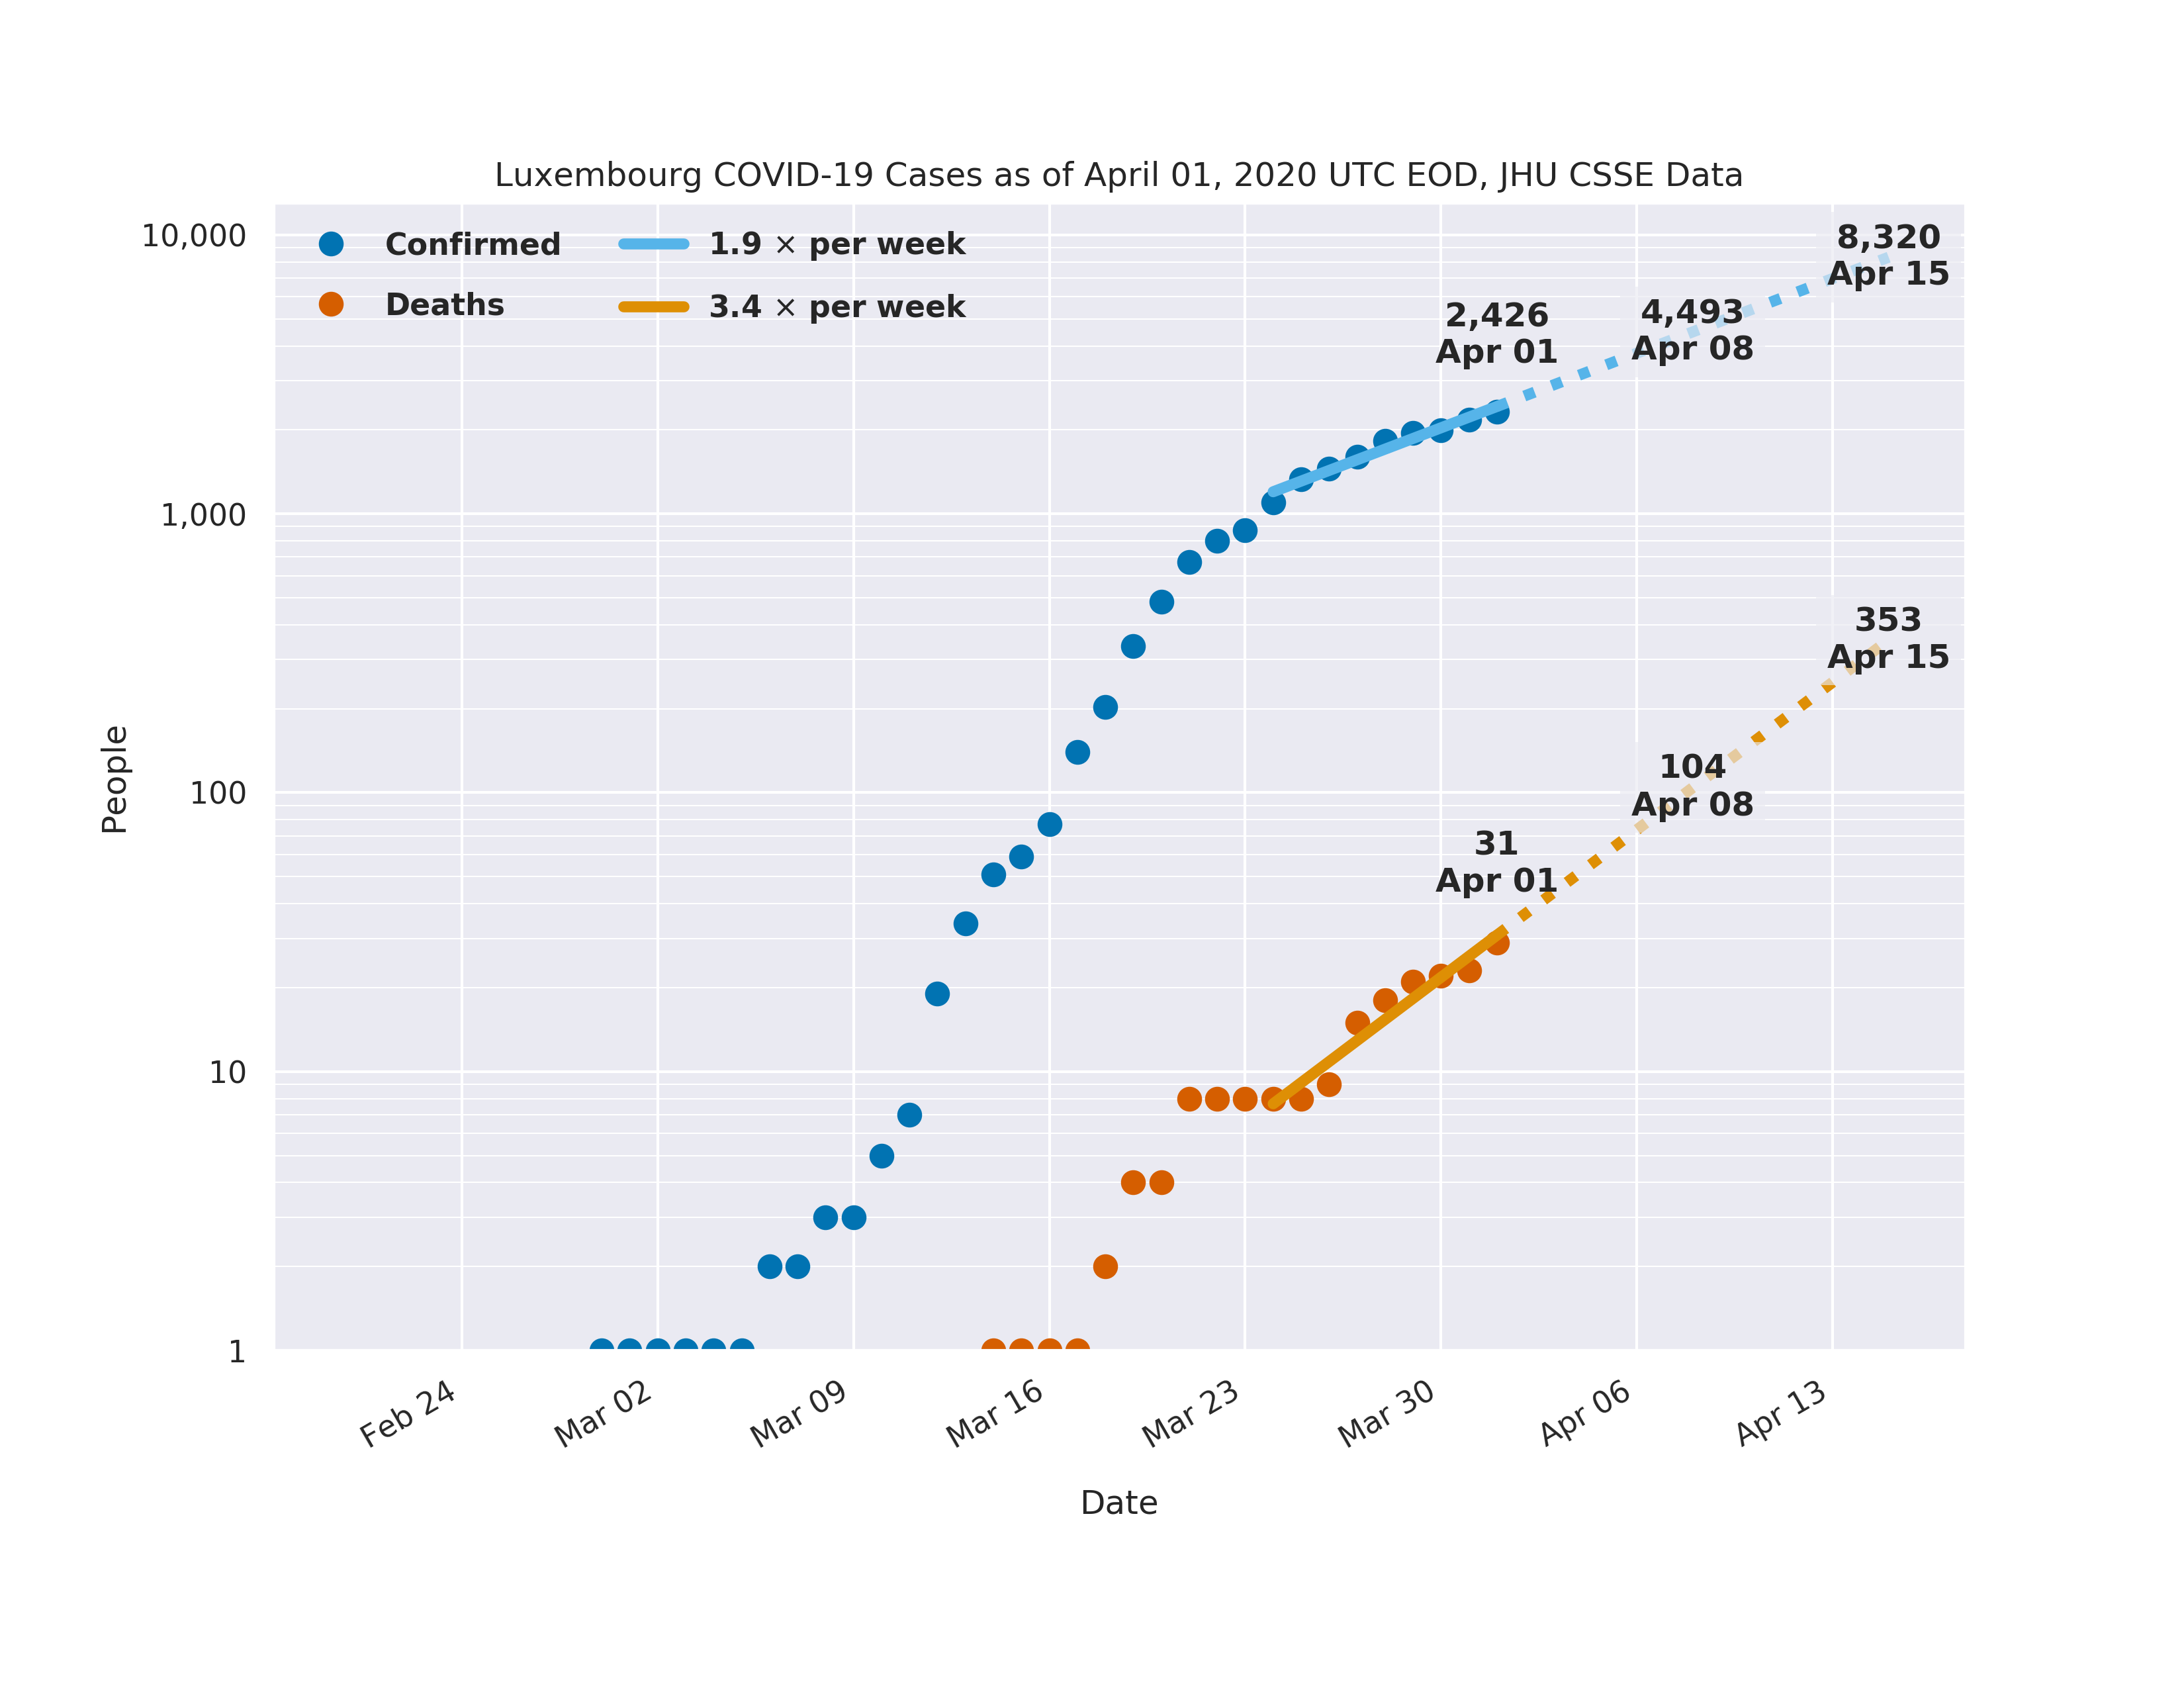 Luxembourg COVID-19 Cases as of April 01, 2020 UTC EOD, JHU CSSE Data
Confirmed
Deaths
1.9 × per week
3.4 × per week
8,320
Apr 15
2,426
Apr 01
4,493
Apr 08
353
Apr 15
104
Apr 08
31
Apr 01
10,000
1,000
100
10
1
People
Feb 24
Mar 02
Mar 09
Mar 16
Mar 23
Mar 30
Apr 06
Apr 13
Date